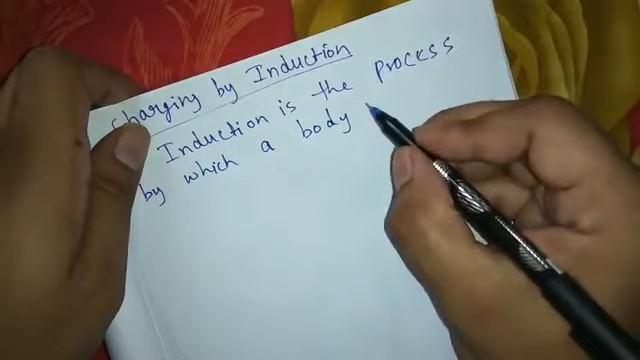 Charging by Induction
Induction is the process
by which a body